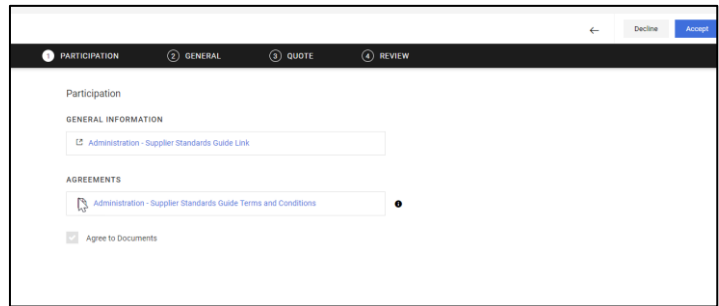 Decline Accept
1 PARTICIPATION 2 GENERAL 3 QUOTE 4 REVIEW
Participation
GENERAL INFORMATION
Administration - Supplier Standards Guide Link
AGREEMENTS
Administration - Supplier Standards Guide Terms and Conditions
Agree to Documents